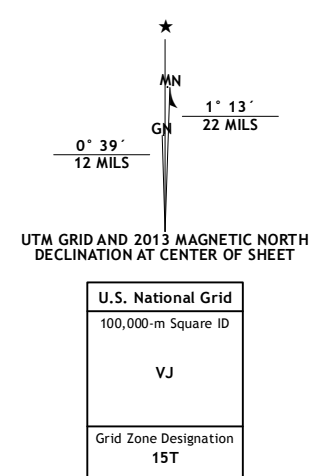 ★
MN
1° 13´
22 MILS
GN
0° 39´
12 MILS
UTM GRID AND 2013 MAGNETIC NORTH
DECLINATION AT CENTER OF SHEET
U.S. National Grid
100,000-m Square ID
VJ
Grid Zone Designation
15T